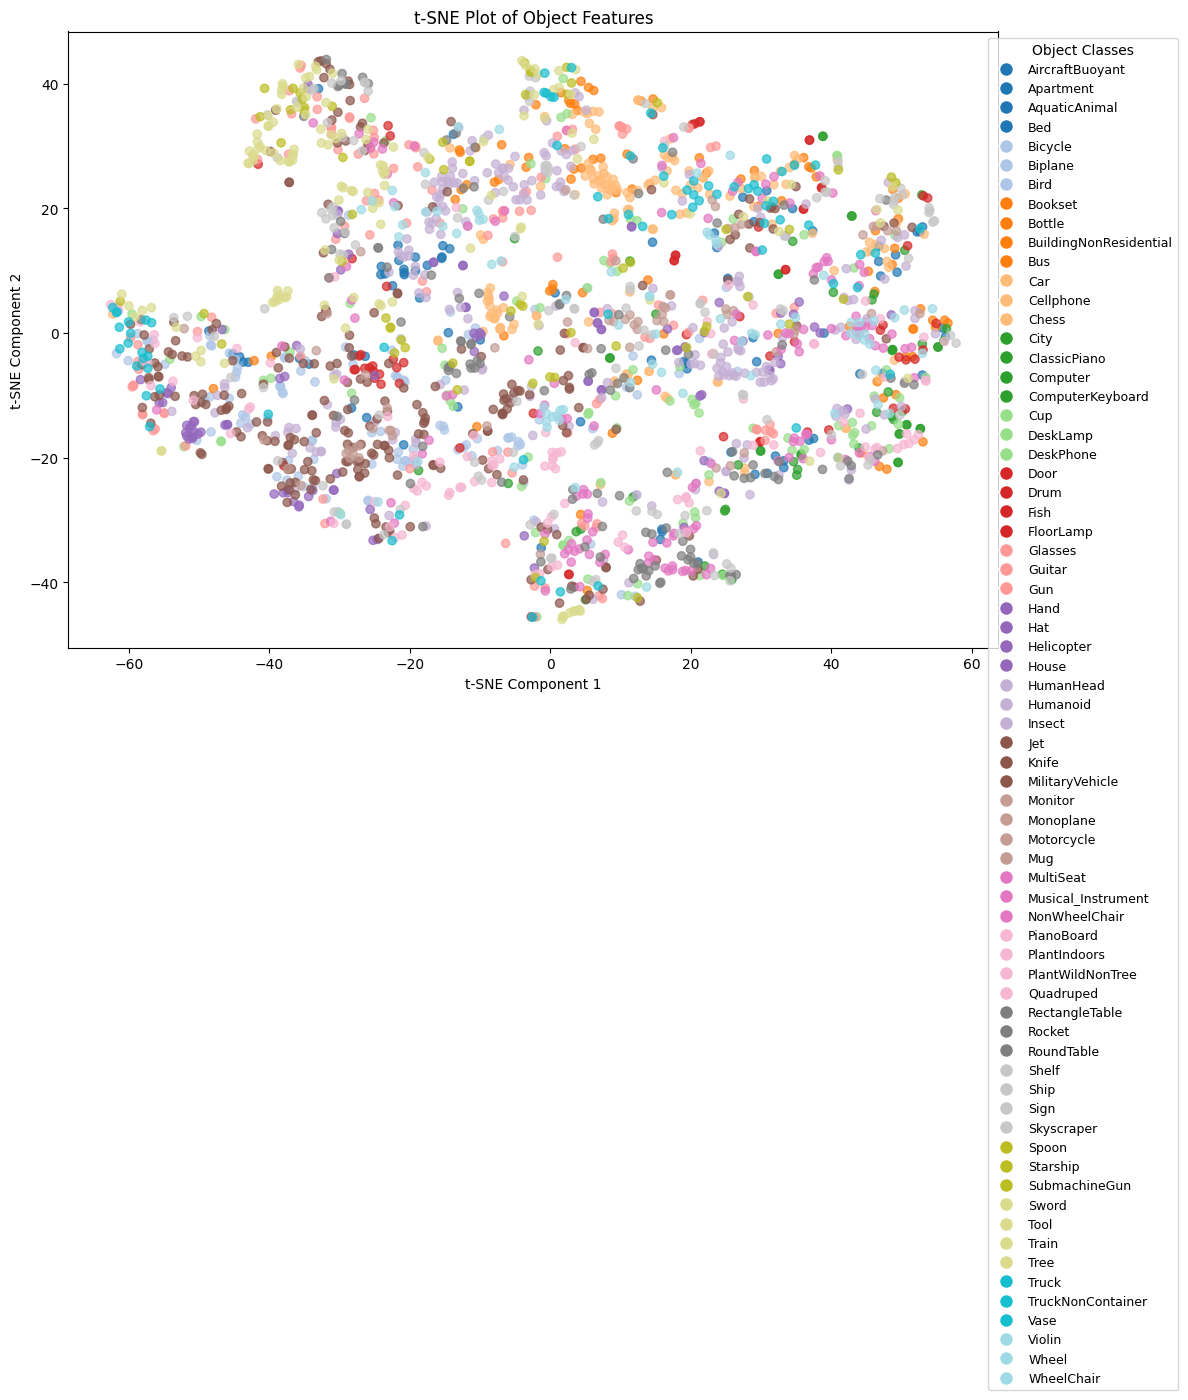 t-SNE Plot of Object Features
t-SNE Component 2
40
20
0
−20
−40
−60
−40
−20
0
20
40
60
t-SNE Component 1
Object Classes
AircraftBuoyant
Apartment
AquaticAnimal
Bed
Bicycle
Biplane
Bird
Bookset
Bottle
BuildingNonResidential
Bus
Car
Cellphone
Chess
City
ClassicPiano
Computer
ComputerKeyboard
Cup
DeskLamp
DeskPhone
Door
Drum
Fish
FloorLamp
Glasses
Guitar
Gun
Hand
Hat
Helicopter
House
HumanHead
Humanoid
Insect
Jet
Knife
MilitaryVehicle
Monitor
Monoplane
Motorcycle
Mug
MultiSeat
Musical_Instrument
NonWheelChair
PianoBoard
PlantIndoors
PlantWildNonTree
Quadruped
RectangleTable
Rocket
RoundTable
Shelf
Ship
Sign
Skyscraper
Spoon
Starship
SubmachineGun
Sword
Tool
Train
Tree
Truck
TruckNonContainer
Vase
Violin
Wheel
WheelChair